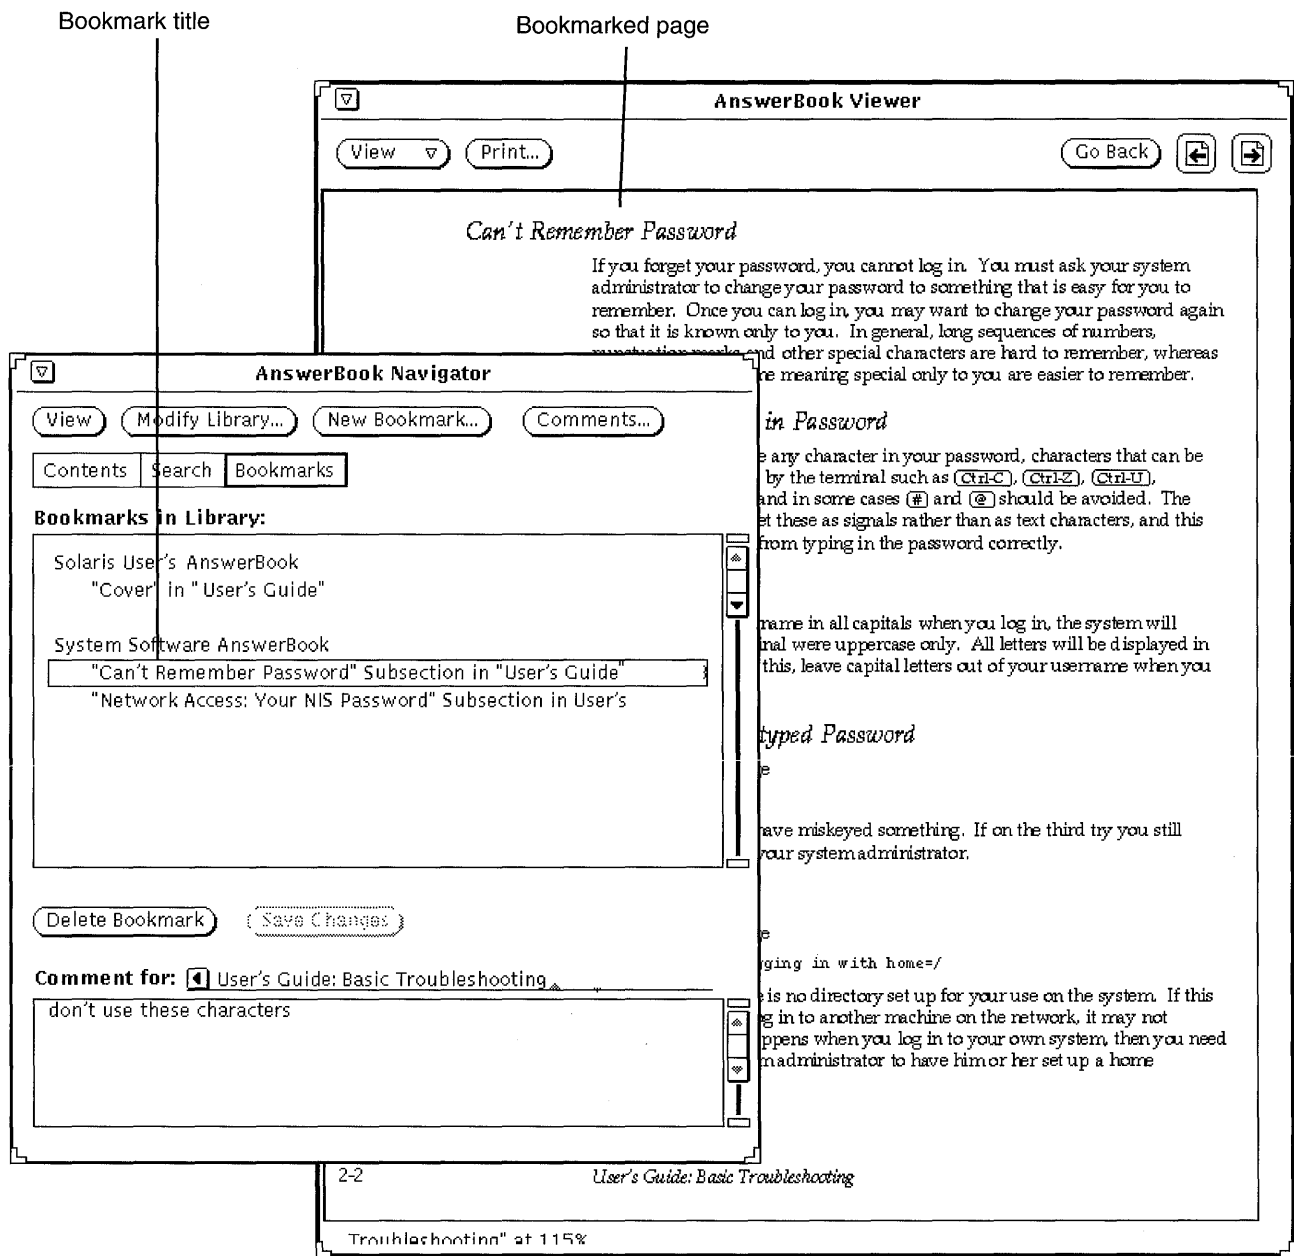 Bookmark title
Bookmarked page
AnswerBook Viewer
View
Print...
Go Back
Can't Remember Password
If you forget your password, you cannot log in. You must ask your system
administrator to change your password to something that is easy for you to
remember. Once you can log in, you may want to change your password again
so that it is known only to you. In general, long sequences of numbers,
punctuation marks and other special characters are hard to remember, whereas
meaning special only to you are easier to remember.
in Password
any character in your password, characters that can be
by the terminal such as Ctrl-C, Ctrl-Z, Ctrl-U,
and in some cases # and @ should be avoided. The
these as signals rather than as text characters, and this
from typing in the password correctly.
name in all capitals when you log in, the system will
were uppercase only. All letters will be displayed in
this, leave capital letters out of your username when you
typed Password
have miskeyed something. If on the third try you still
your system administrator.
in with home=/
is no directory set up for your use on the system. If this
in to another machine on the network, it may not
when you log in to your own system, then you need
administrator to have him or her set up a home
2-2
User's Guide: Basic Troubleshooting
Troubleshooting" at 115%
AnswerBook Navigator
View
Modify Library...
New Bookmark...
Comments...
Contents
Search
Bookmarks
Bookmarks in Library:
Solaris User's AnswerBook
"Cover" in "User's Guide"
System Software AnswerBook
"Can't Remember Password" Subsection in "User's Guide"
"Network Access: Your NIS Password" Subsection in User's
Delete Bookmark
Save Changes
Comment for: User's Guide: Basic Troubleshooting
don't use these characters